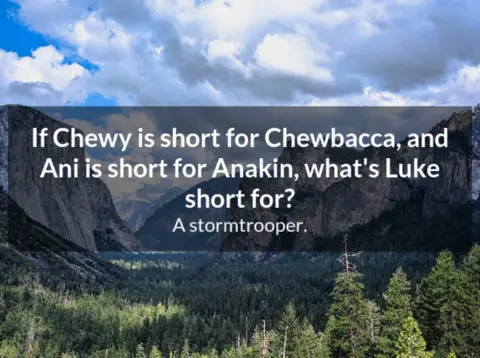 If Chewy is short for Chewbacca, and
Ani is short for Anakin, what's Luke
short for?
A stormtrooper.